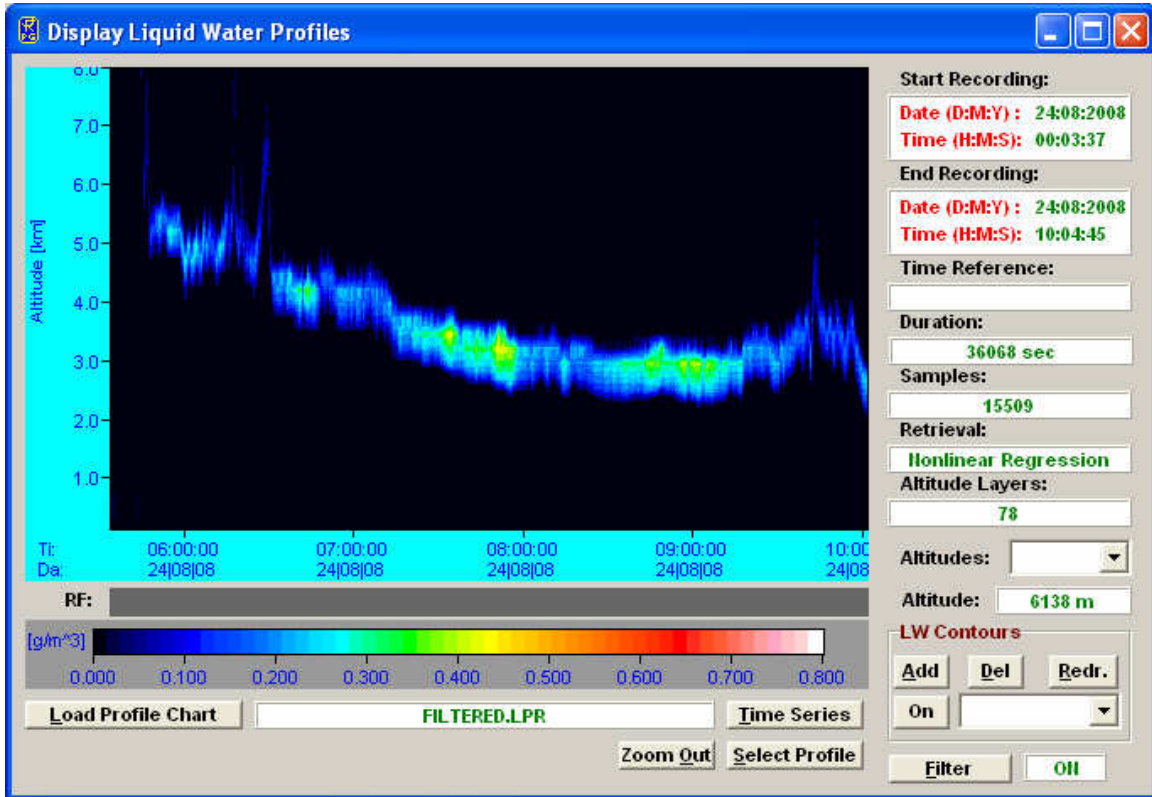 Display Liquid Water Profiles
8.0
7.0
6.0
5.0
4.0
3.0
2.0
1.0
Altitude [km]
Ti: 06:00:00 07:00:00 08:00:00 09:00:00 10:00
Da: 24|08|08 24|08|08 24|08|08 24|08|08 24|08
RF:
[g/m^3]
0.000 0.100 0.200 0.300 0.400 0.500 0.600 0.700 0.800
Load Profile Chart FILTERED.LPR Time Series
Zoom Out Select Profile
Start Recording:
Date (D:M:Y) : 24:08:2008
Time (H:M:S): 00:03:37
End Recording:
Date (D:M:Y) : 24:08:2008
Time (H:M:S): 10:04:45
Time Reference:
Duration:
36068 sec
Samples:
15509
Retrieval:
Nonlinear Regression
Altitude Layers:
78
Altitudes:
Altitude: 6138 m
LW Contours
Add Del Redr.
On
Filter ON